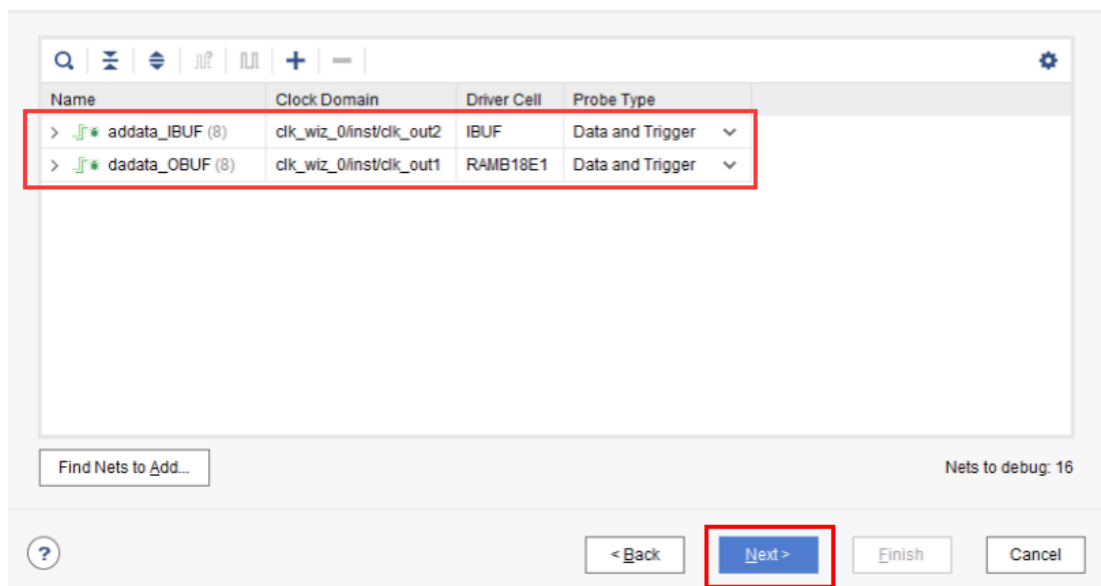 Name Clock Domain Driver Cell Probe Type
addata_IBUF (8) clk_wiz_0/inst/clk_out2 IBUF Data and Trigger
dadata_OBUF (8) clk_wiz_0/inst/clk_out1 RAMB18E1 Data and Trigger
Find Nets to Add... Nets to debug: 16
? < Back Next > Finish Cancel